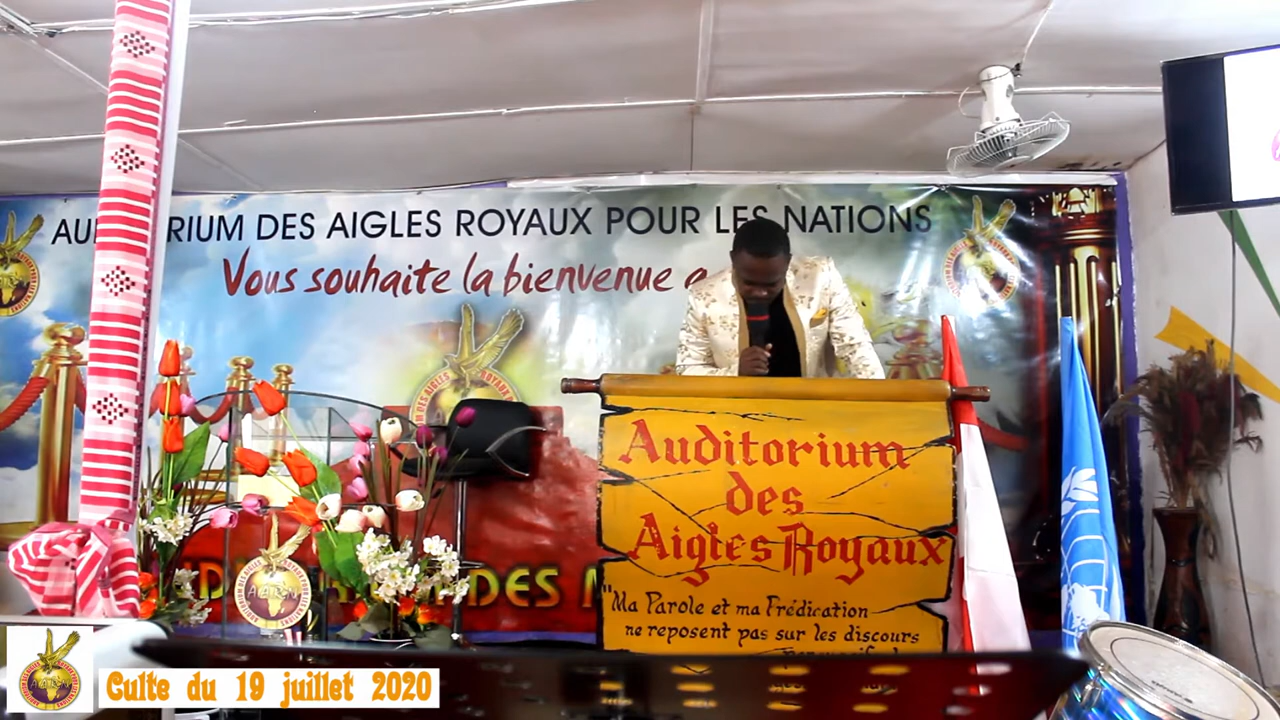 AU RIUM DES AIGLES ROYAUX POUR LES NATIONS
Vous souhaite la bienvenue
Auditorium
des
Aigles Royaux
"Ma Parole et ma Prédication
ne reposent pas sur les discours
DES
A.A.R.N
Culte du 19 juillet 2020